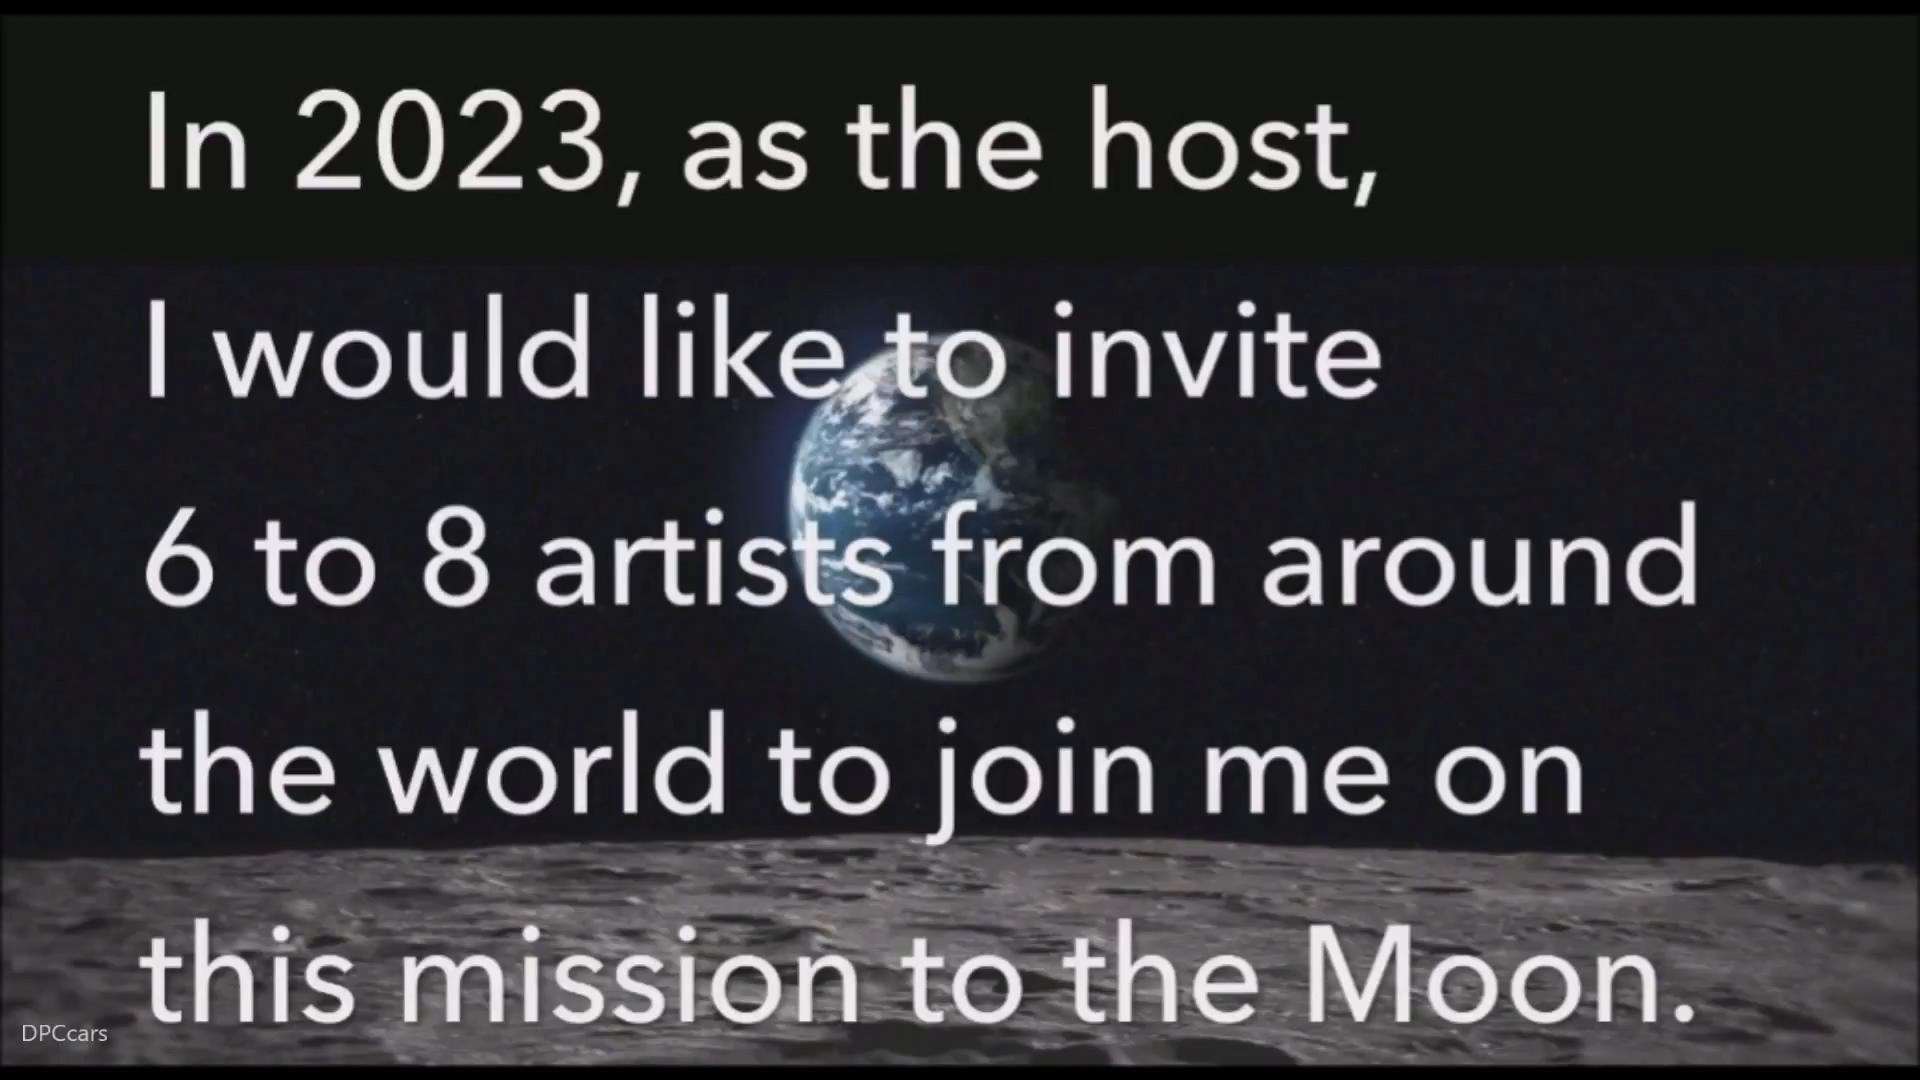 In 2023, as the host,
I would like to invite
6 to 8 artists from around
the world to join me on
this mission to the Moon.
DPCcars